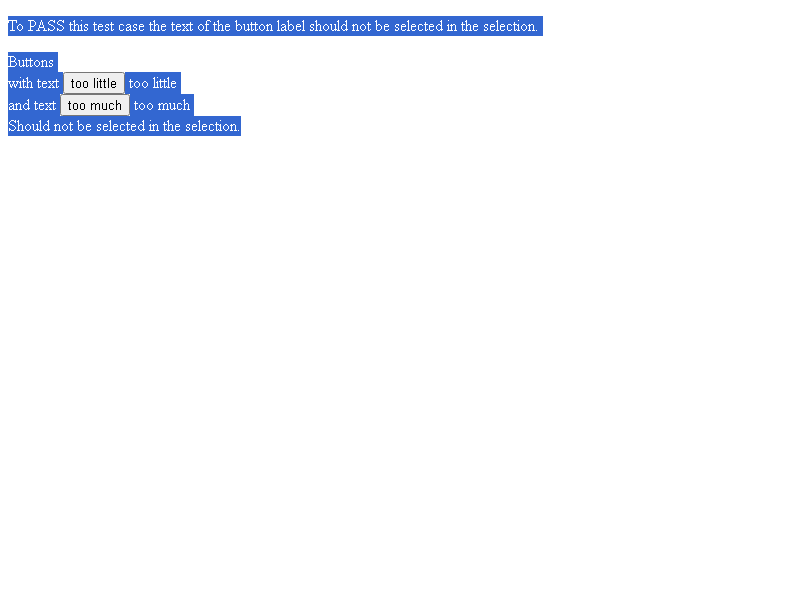 To PASS this test case the text of the button label should not be selected in the selection.
Buttons
with text too little too little
and text too much too much
Should not be selected in the selection.